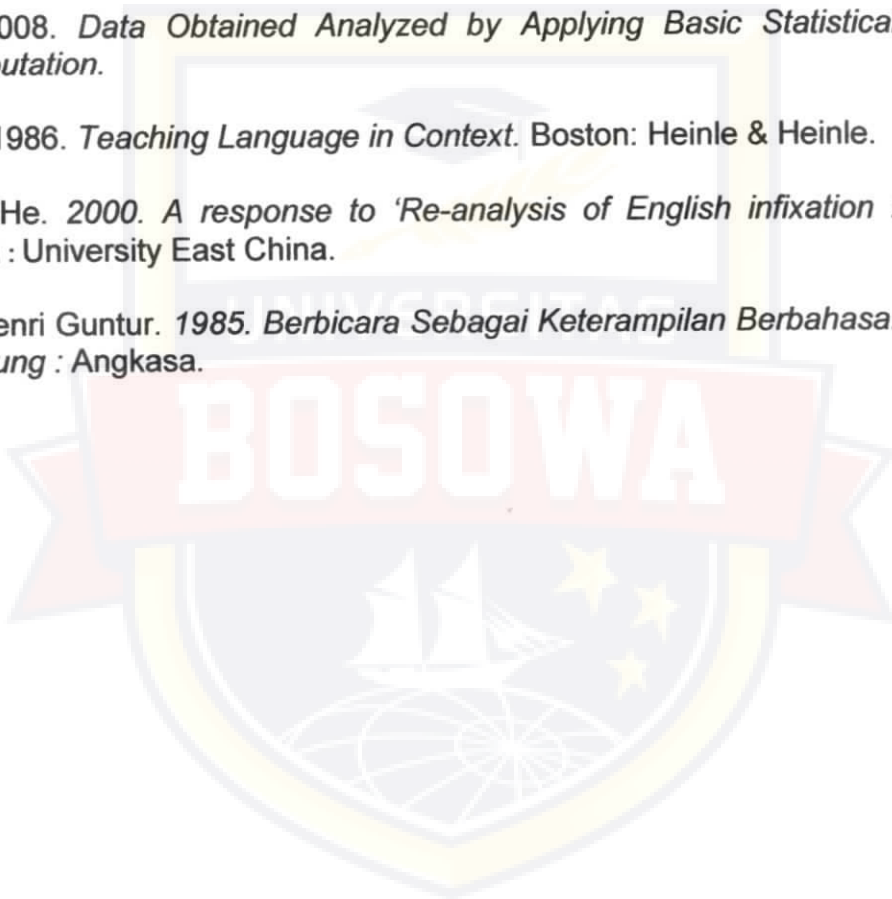 008. Data Obtained Analyzed by Applying Basic Statistica
utation.
1986. Teaching Language in Context. Boston: Heinle & Heinle.
He. 2000. A response to ‘Re-analysis of English infixation
: University East China.
enri Guntur. 1985. Berbicara Sebagai Keterampilan Berbahasa
ung : Angkasa.
UNIVERSITAS
BOSOWA